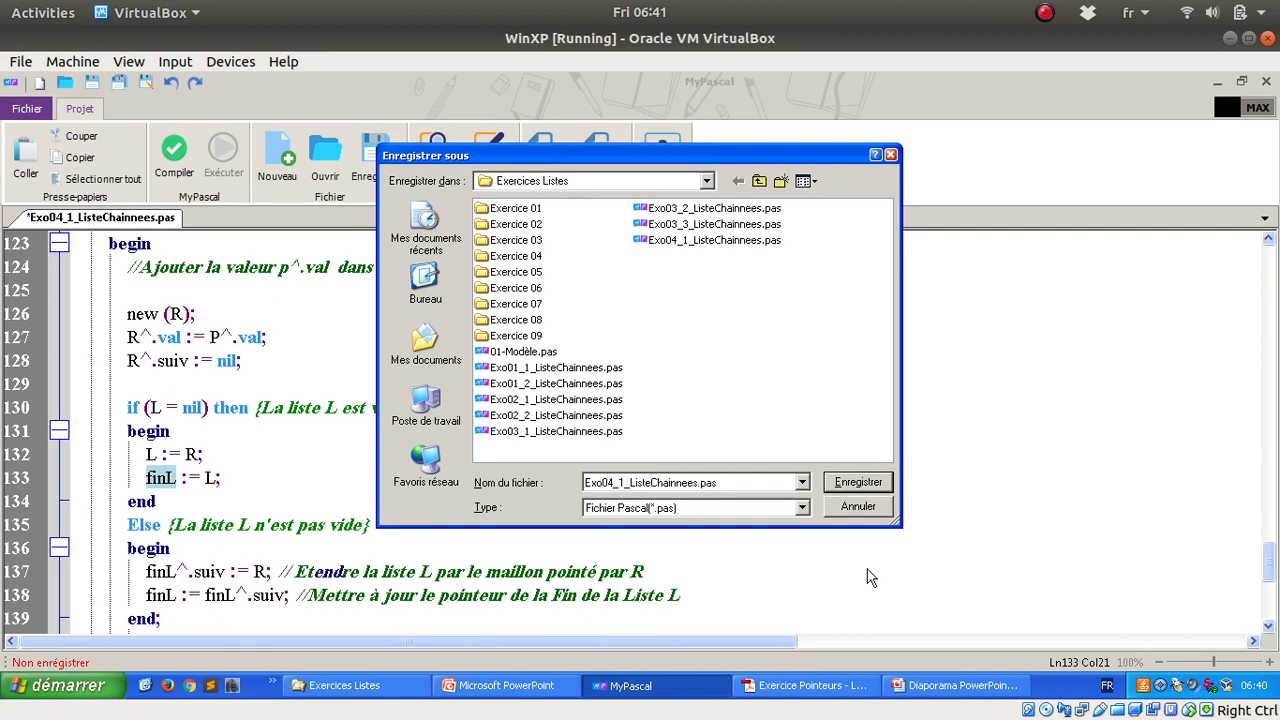 Activities VirtualBox Fri 06:41 fr
WinXP [Running] - Oracle VM VirtualBox
File Machine View Input Devices Help
MyPascal
Fichier Projet MAX
Coller Couper Copier Sélectionner tout
Presse-papiers
Compiler Exécuter
MyPascal
Nouveau Ouvrir
Fichier
*Exo04_1_ListeChainnees.pas
Enregistrer sous
Enregistrer dans : Exercices Listes
Mes documents récents
Bureau
Mes documents
Poste de travail
Favoris réseau
Exercice 01
Exercice 02
Exercice 03
Exercice 04
Exercice 05
Exercice 06
Exercice 07
Exercice 08
Exercice 09
01-Modèle.pas
Exo01_1_ListeChainnees.pas
Exo01_2_ListeChainnees.pas
Exo02_1_ListeChainnees.pas
Exo02_2_ListeChainnees.pas
Exo03_1_ListeChainnees.pas
Exo03_2_ListeChainnees.pas
Exo03_3_ListeChainnees.pas
Exo04_1_ListeChainnees.pas
Nom du fichier : Exo04_1_ListeChainnees.pas Enregistrer
Type : Fichier Pascal(*.pas) Annuler
123 begin
124 //Ajouter la valeur p^.val dans
125
126 new (R);
127 R^.val := P^.val;
128 R^.suiv := nil;
129
130 if (L = nil) then {La liste L est
131 begin
132 L := R;
133 finL := L;
134 end
135 Else {La liste L n'est pas vide}
136 begin
137 finL^.suiv := R; // Etendre la liste L par le maillon pointé par R
138 finL := finL^.suiv; //Mettre à jour le pointeur de la Fin de la Liste L
139 end;
Non enrégistrer Ln133 Col21 100%
démarrer Exercices Listes Microsoft PowerPoint MyPascal Exercice Pointeurs - L... Diaporama PowerPoin... FR 06:40
Right Ctrl